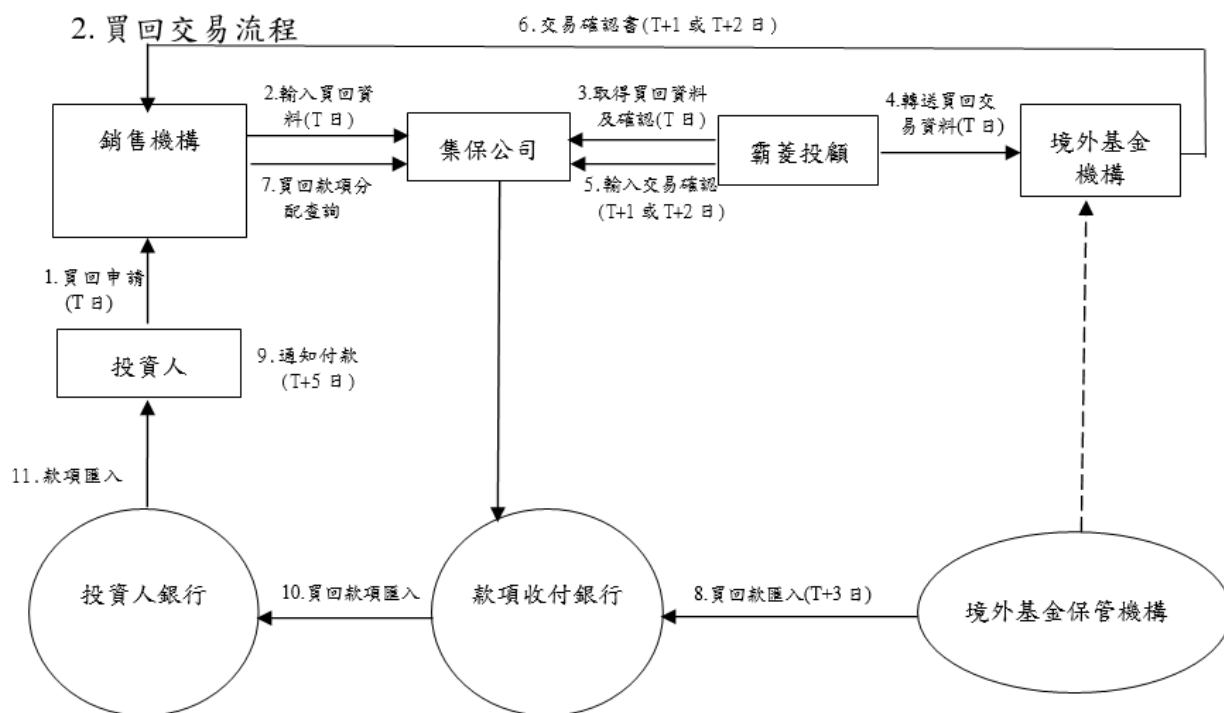 2.買回交易流程
6.交易確認書(T+1 或 T+2 日)
2.輸入買回資
料(T 日)
3.取得買回資料
及確認(T 日)
4.轉送買回交
易資料(T 日)
銷售機構
集保公司
霸菱投顧
境外基金
機構
7.買回款項分
配查詢
5.輸入交易確認
(T+1 或 T+2 日)
1.買回申請
(T 日)
投資人
9.通知付款
(T+5 日)
11.款項匯入
投資人銀行
10.買回款項匯入
款項收付銀行
8.買回款匯入(T+3 日)
境外基金保管機構